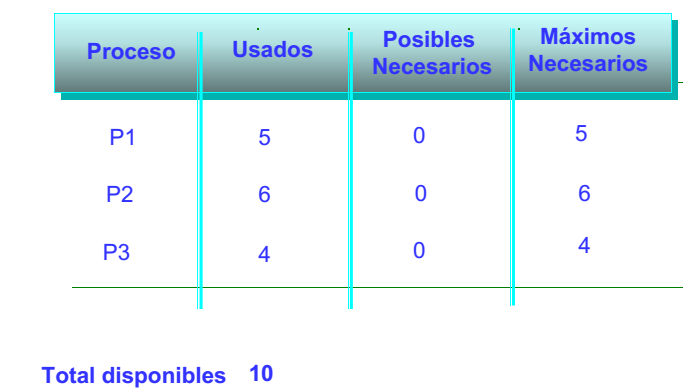 Proceso Usados Posibles Necesarios Máximos Necesarios
P1 5 0 5
P2 6 0 6
P3 4 0 4
Total disponibles 10